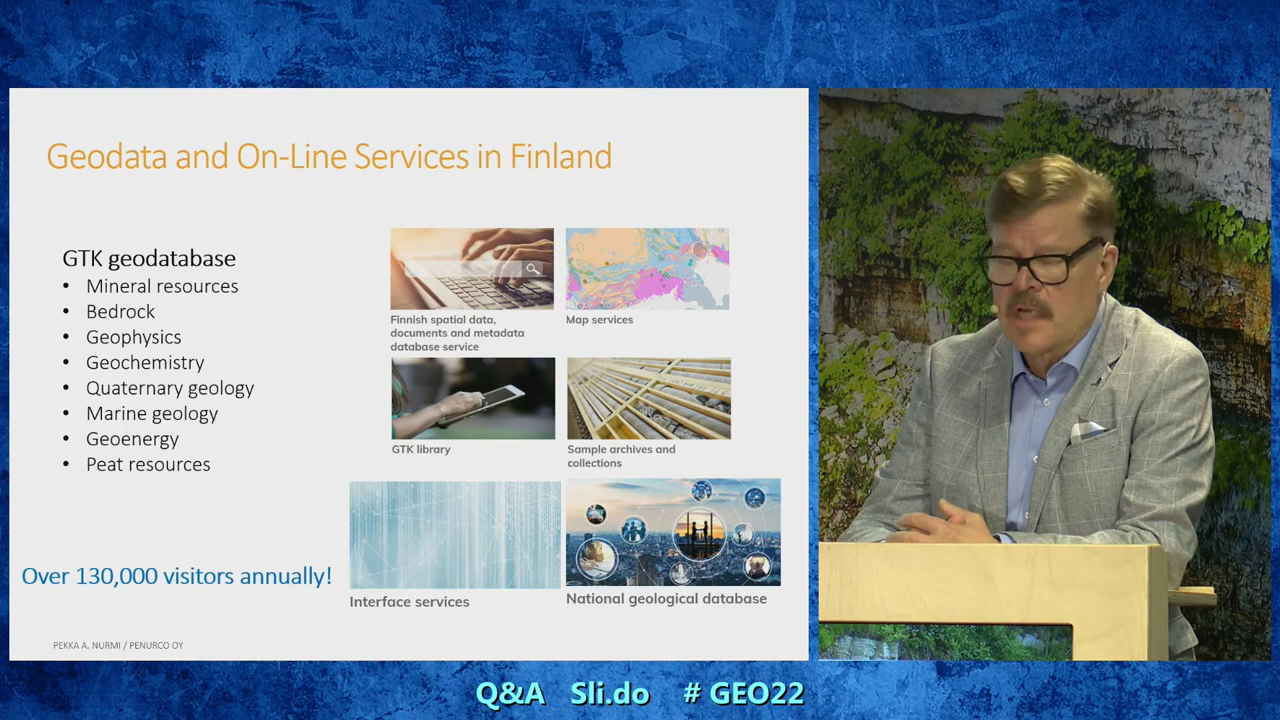 Geodata and On-Line Services in Finland
GTK geodatabase
• Mineral resources
• Bedrock
• Geophysics
• Geochemistry
• Quaternary geology
• Marine geology
• Geoenergy
• Peat resources
Over 130,000 visitors annually!
Finnish spatial data,
documents and metadata
database service
Map services
GTK library
Sample archives and
collections
Interface services
National geological database
PEKKA A. NURMI / PENURCO OY
Q&A Sli.do # GEO22